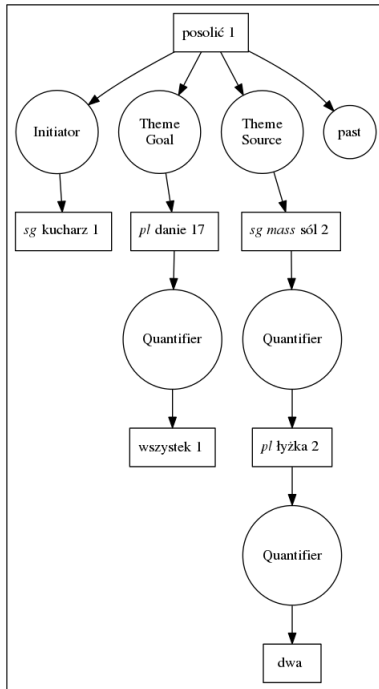 posolić 1
Initiator
Theme
Goal
Theme
Source
past
sg kucharz 1
pl danie 17
sg mass sól 2
Quantifier
Quantifier
wszystek 1
pl łyżka 2
Quantifier
dwa